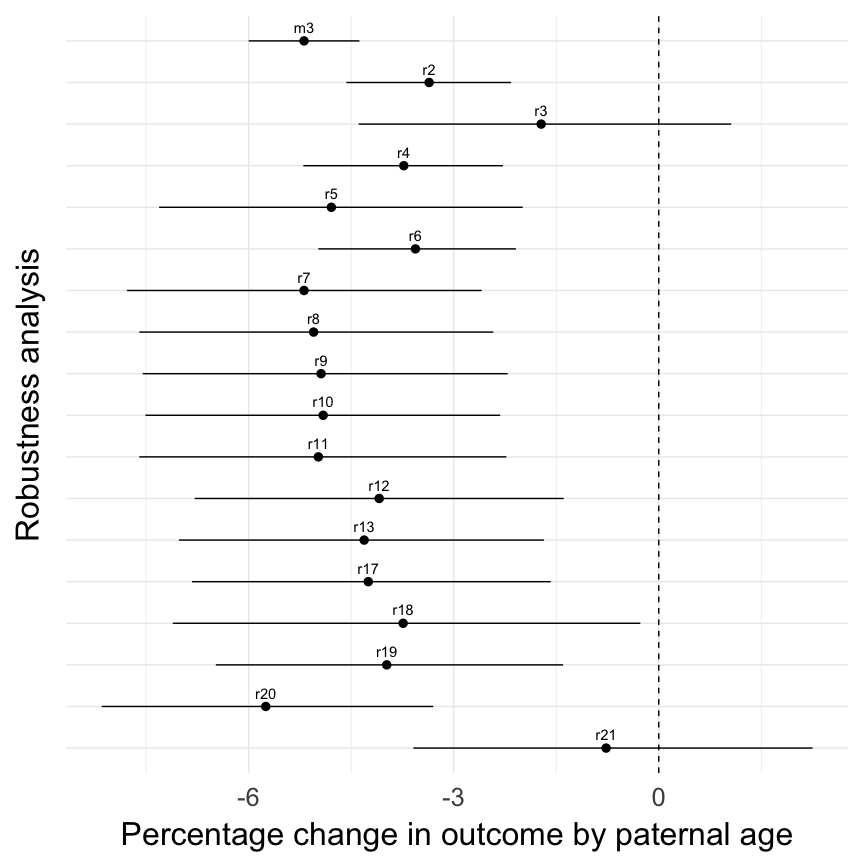 m3
r2
r3
r4
r5
r6
r7
r8
r9
r10
r11
r12
r13
r17
r18
r19
r20
r21
Robustness analysis
-6 -3 0
Percentage change in outcome by paternal age